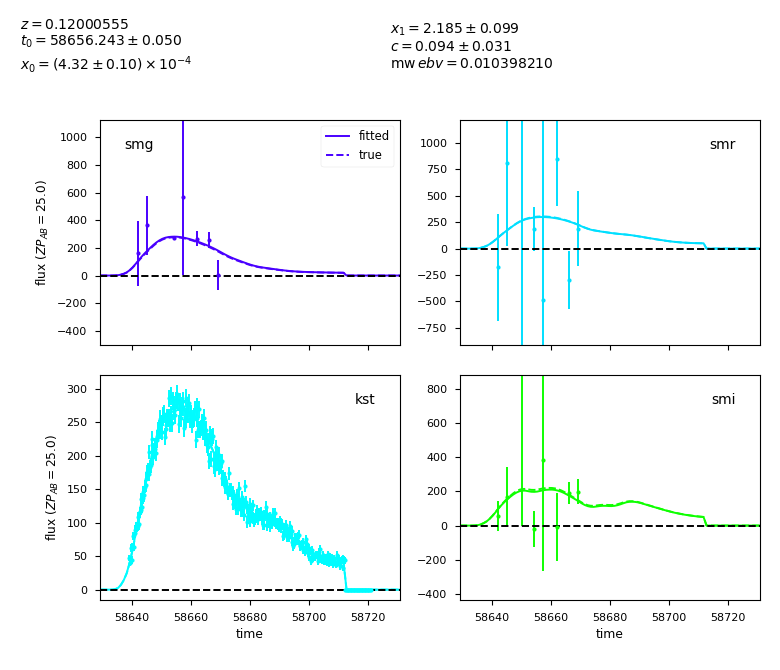 z = 0.12000555
t₀ = 58656.243 ± 0.050
x₀ = (4.32 ± 0.10) × 10⁻⁴
x₁ = 2.185 ± 0.099
c = 0.094 ± 0.031
mw ebv = 0.010398210
flux (ZP_AB = 25.0)
1000
800
600
400
200
0
−200
−400
smg
fitted
true
1000
750
500
250
0
−250
−500
−750
smr
flux (ZP_AB = 25.0)
300
250
200
150
100
50
0
kst
58640
58660
58680
58700
58720
time
800
600
400
200
0
−200
−400
smi
58640
58660
58680
58700
58720
time